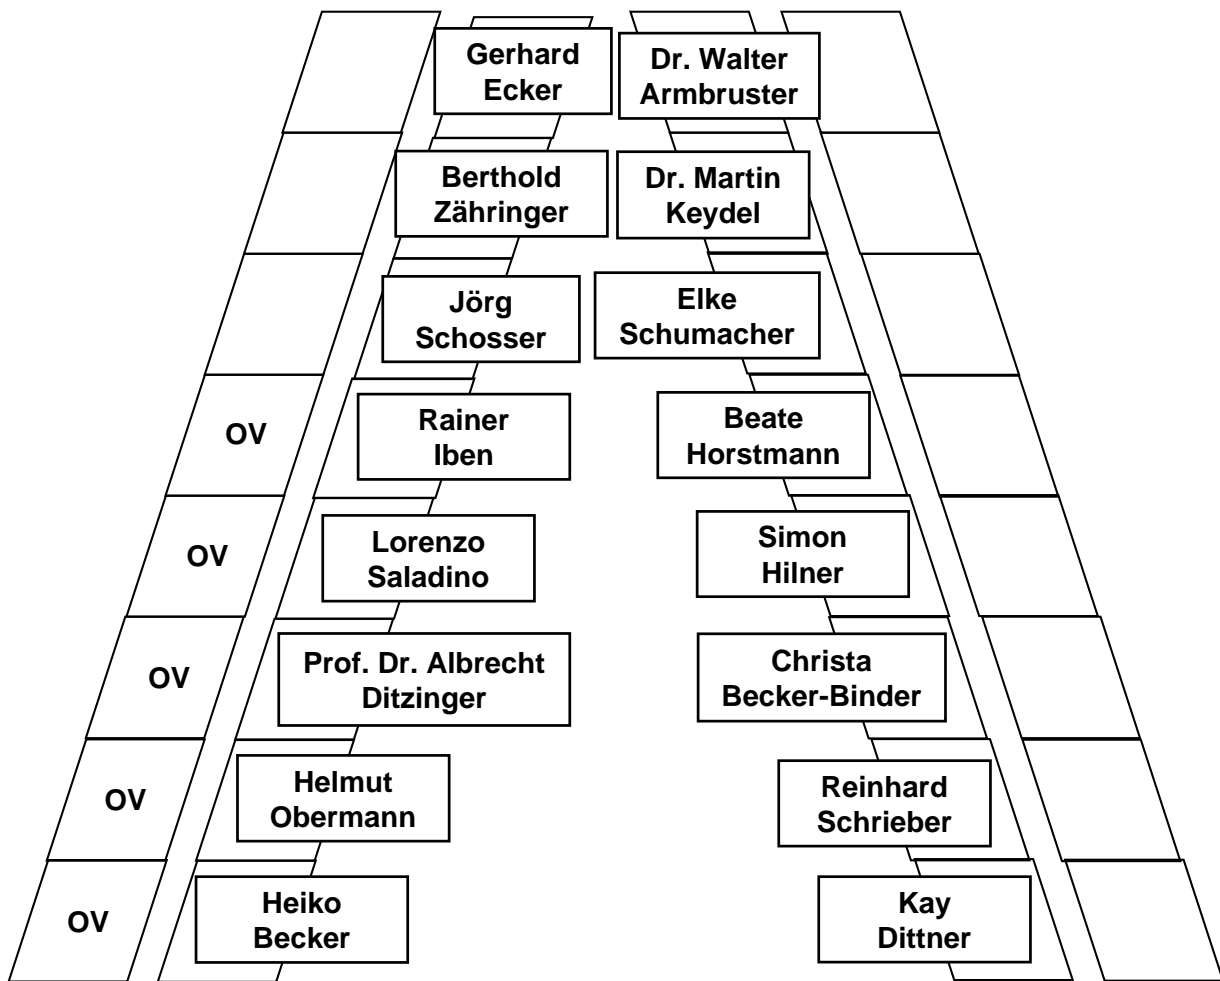 Gerhard
Ecker
Dr. Walter
Armbruster
Berthold
Zähringer
Dr. Martin
Keydel
Jörg
Schosser
Elke
Schumacher
OV
Rainer
Iben
Beate
Horstmann
OV
Lorenzo
Saladino
Simon
Hilner
OV
Prof. Dr. Albrecht
Ditzinger
Christa
Becker-Binder
OV
Helmut
Obermann
Reinhard
Schrieber
OV
Heiko
Becker
Kay
Dittner